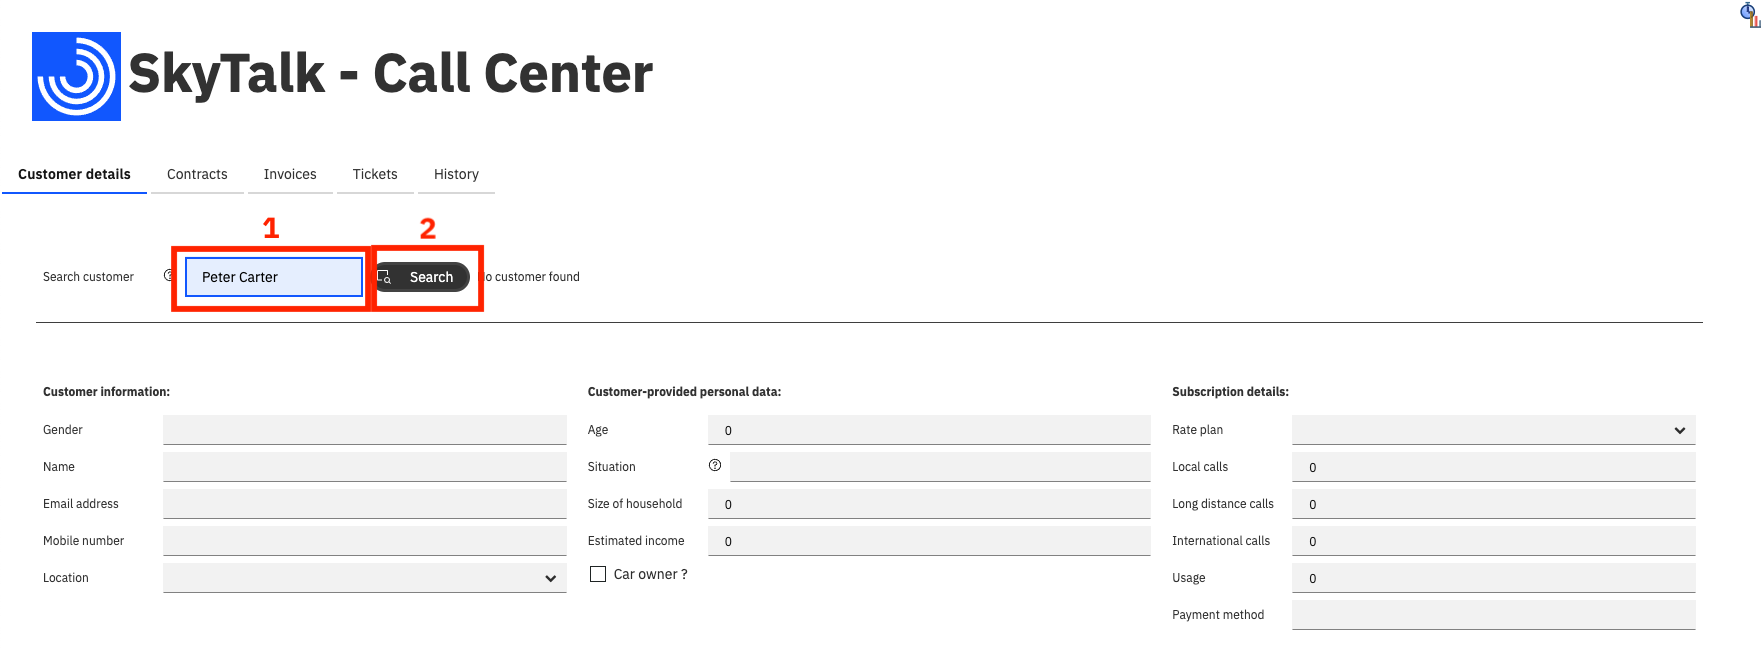 SkyTalk - Call Center
Customer details Contracts Invoices Tickets History
1 2
Search customer Peter Carter Search o customer found
Customer information: Customer-provided personal data: Subscription details:
Gender Age 0 Rate plan
Name Situation Local calls 0
Email address Size of household 0 Long distance calls 0
Mobile number Estimated income 0 International calls 0
Location Car owner ? Usage 0
Payment method